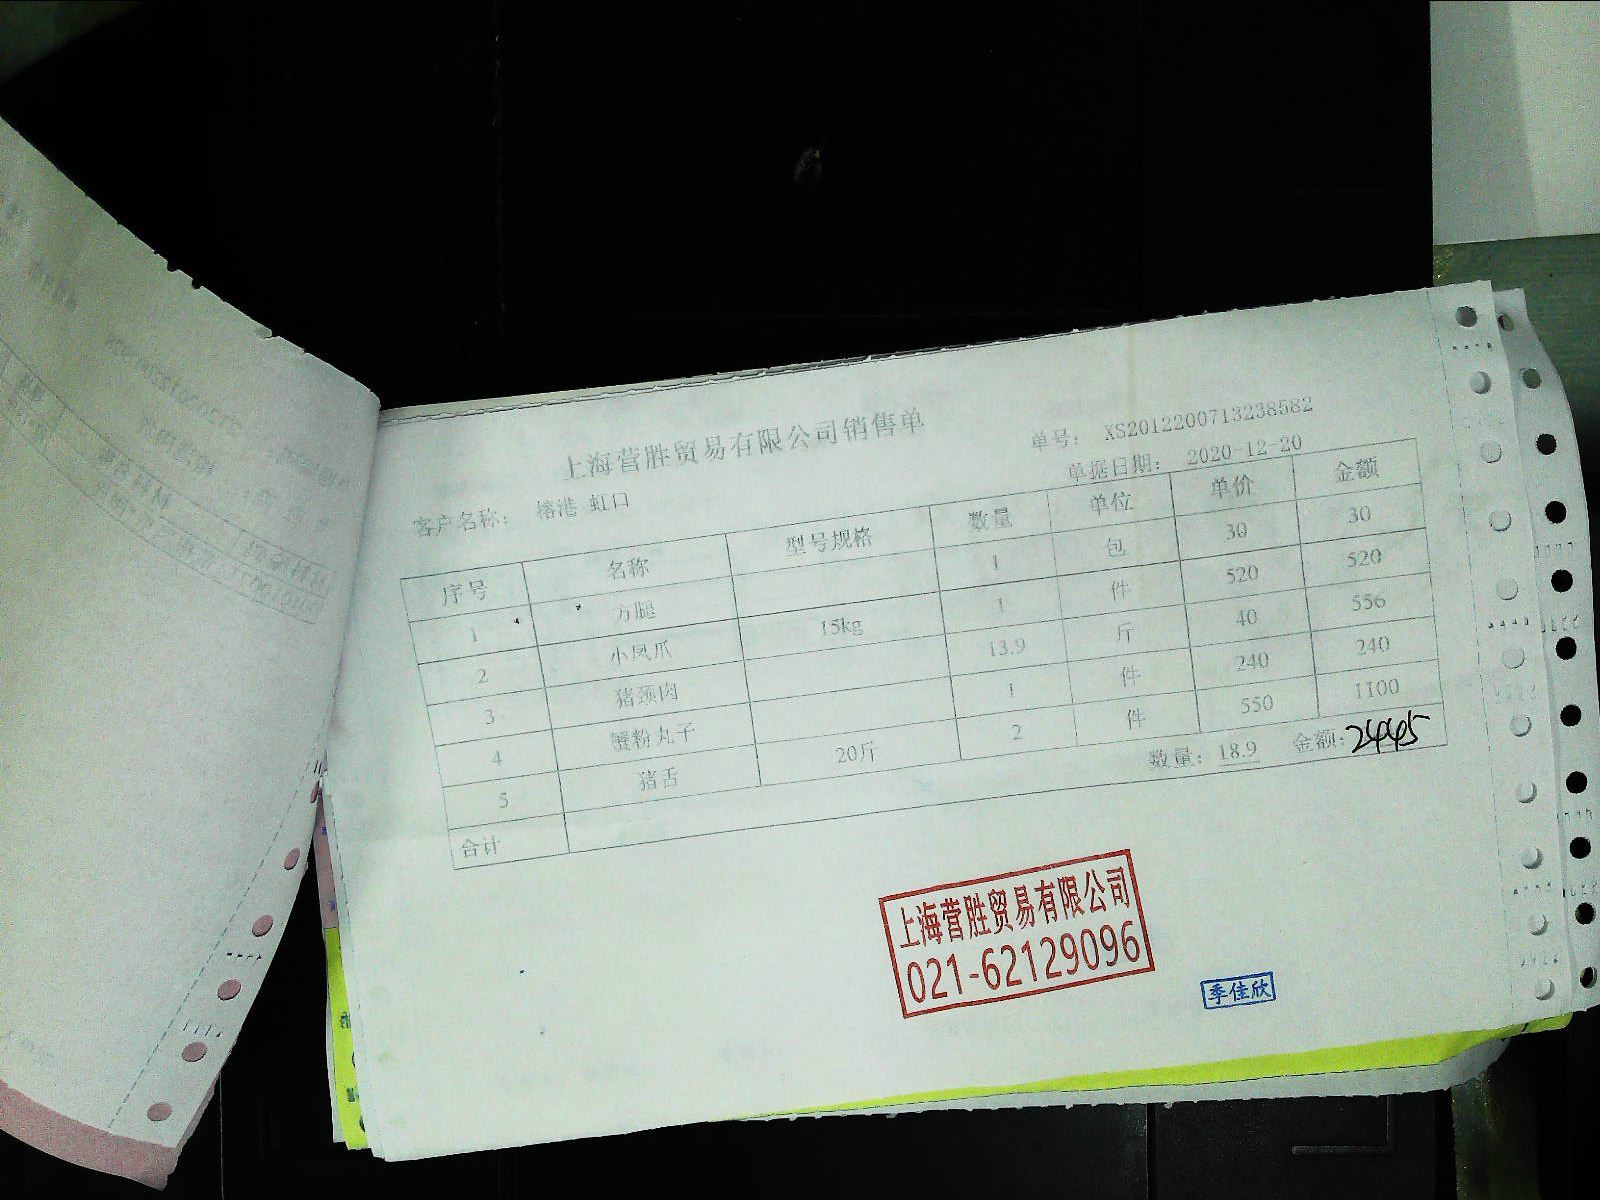 上海营胜贸易有限公司销售单
单号： XS2012200713238582
客户名称： 榕港 虹口
单据日期： 2020-12-20
序号 名称 型号规格 数量 单位 单价 金额
1 方腿 1 包 30 30
2 小凤爪 15kg 1 件 520 520
3 猪颈肉 13.9 斤 40 556
4 蟹粉丸子 1 件 240 240
5 猪舌 20斤 2 件 550 1100
合计 数量: 18.9 金额: 2445
上海营胜贸易有限公司
021-62129096
季佳欣